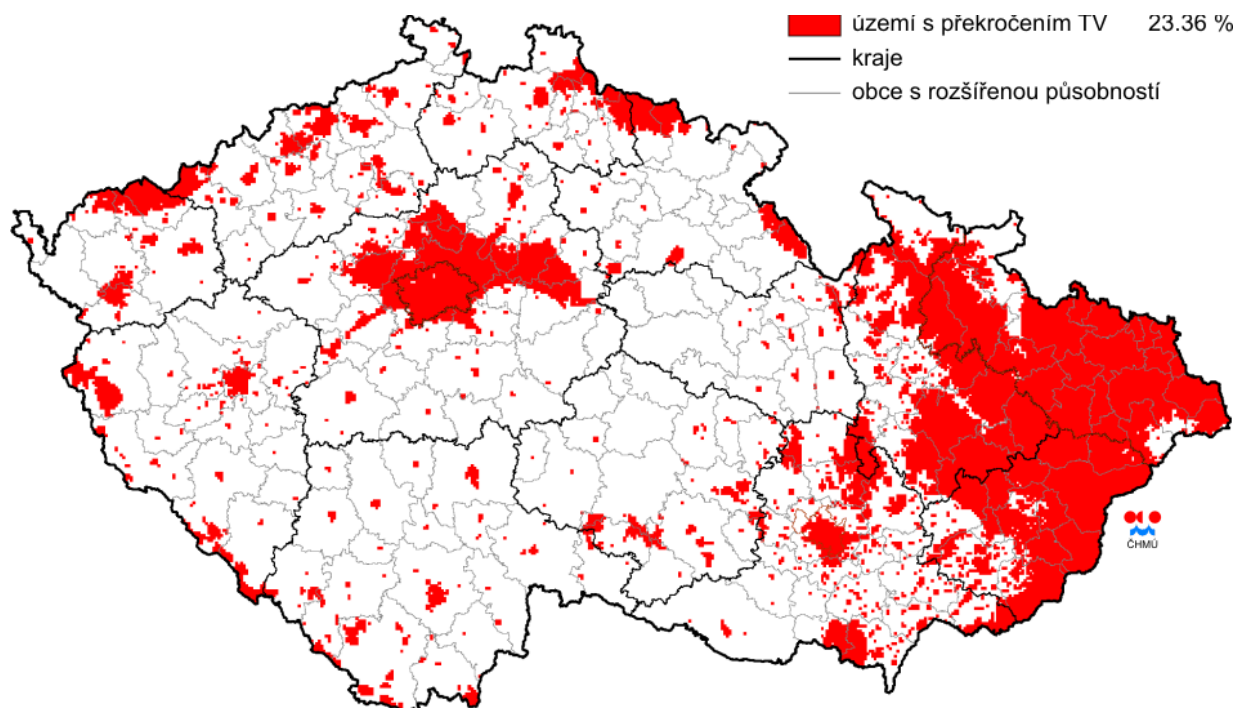 území s překročením TV 23.36 %
kraje
obce s rozšířenou působností
ČHMÚ